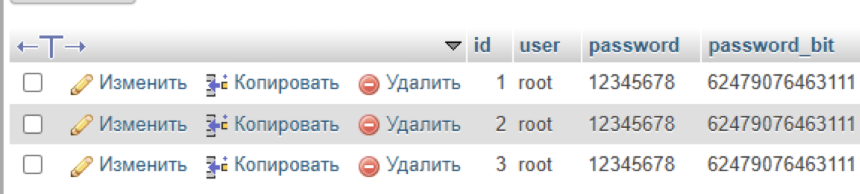 ←T→ id user password password_bit
Изменить Копировать Удалить 1 root 12345678 62479076463111
Изменить Копировать Удалить 2 root 12345678 62479076463111
Изменить Копировать Удалить 3 root 12345678 62479076463111